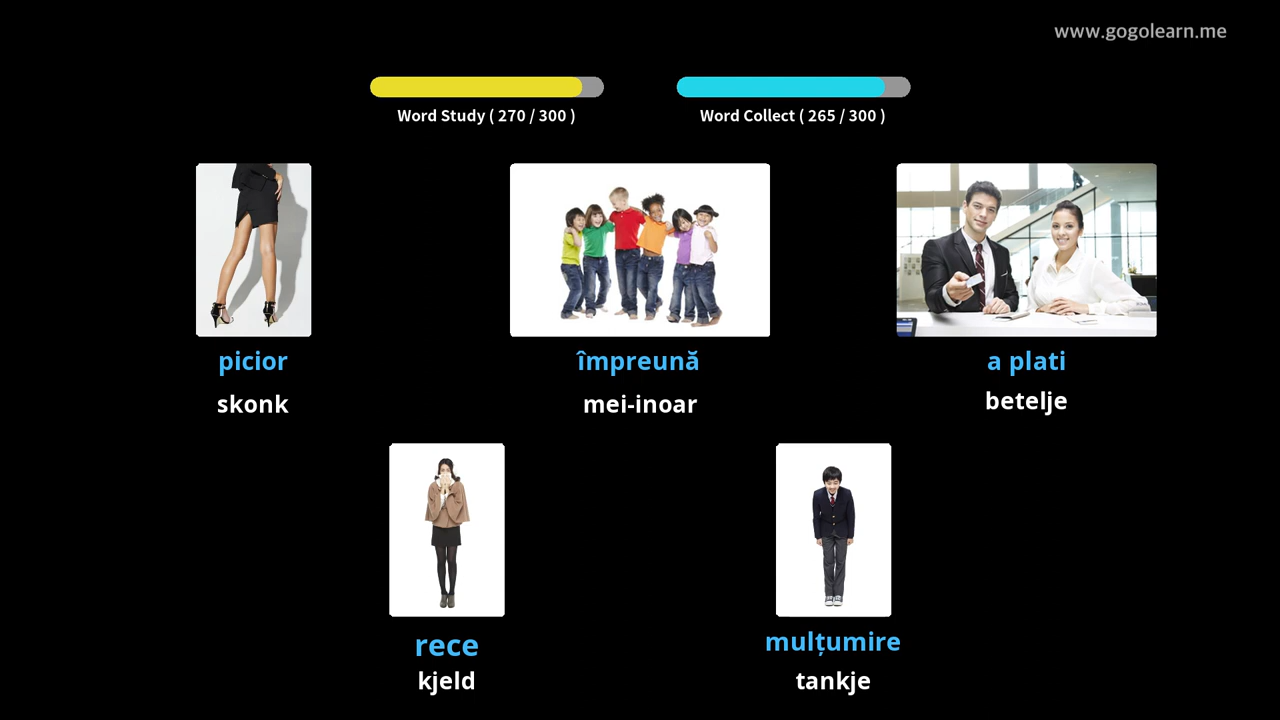 www.gogolearn.me
Word Study ( 270 / 300 )
Word Collect ( 265 / 300 )
picior
împreună
a plati
skonk
mei-inoar
betelje
rece
mulțumire
kjeld
tankje